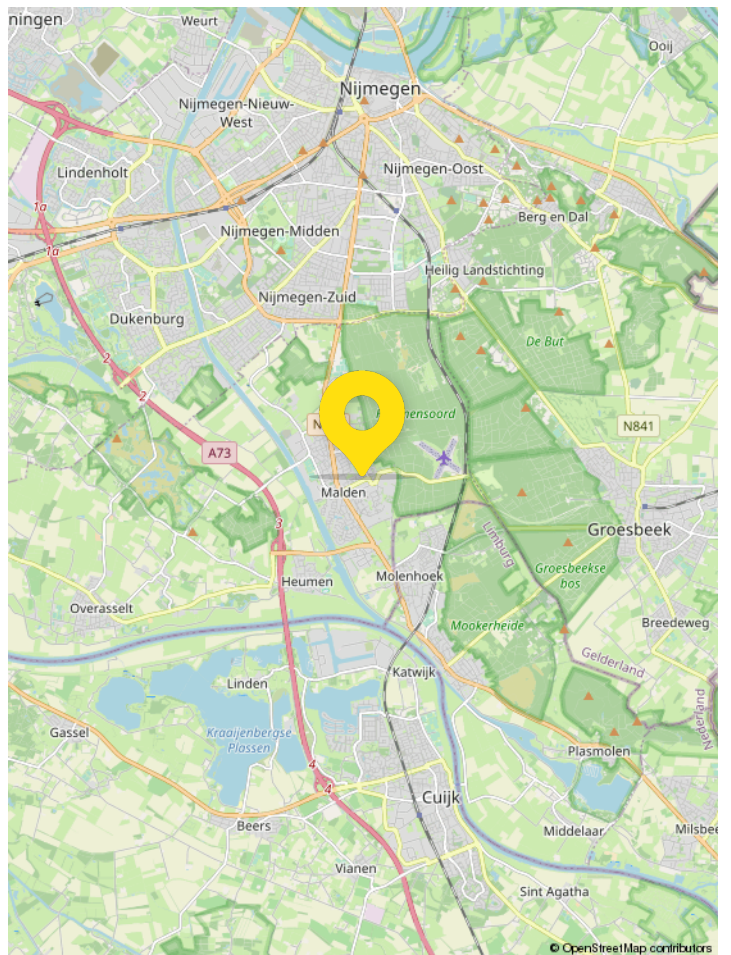 ningen
Weurt
Ooij
Nijmegen
Nijmegen-Nieuw-
West
Lindenholt
Nijmegen-Oost
1a
Berg en Dal
Nijmegen-Midden
1a
Heilig Landstichting
Nijmegen-Zuid
Dukenburg
De But
2
2
N841
A73
Malden
3
Limburg
Groesbeek
Groesbeekse
bos
Molenhoek
Heumen
Overasselt
Mookerheide
Breedeweg
Gelderland
Katwijk
Linden
Nederland
Gassel
Kraaijenbergse
Plassen
Plasmolen
4
4
Cuijk
Beers
Middelaar
Milsbee
Vianen
Sint Agatha
© OpenStreetMap contributors